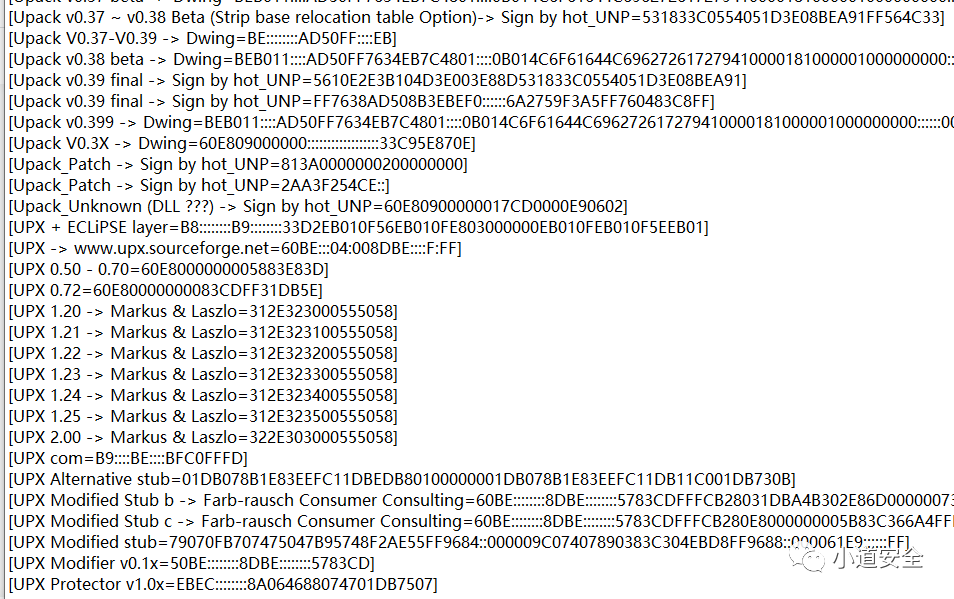 [Upack v0.37 ~ v0.38 Beta (Strip base relocation table Option)-> Sign by hot_UNP=531833C0554051D3E08BEA91FF564C33]
[Upack V0.37-V0.39 -> Dwing=BE::::::::AD50FF::::EB]
[Upack v0.38 beta -> Dwing=BEB011::::AD50FF7634EB7C4801::::0B014C6F61644C69627261727941000018100000100000000::
[Upack v0.39 final -> Sign by hot_UNP=5610E2E3B104D3E003E88D531833C0554051D3E08BEA91]
[Upack v0.39 final -> Sign by hot_UNP=FF7638AD508B3EBEF0::::::6A2759F3A5FF760483C8FF]
[Upack v0.399 -> Dwing=BEB011::::AD50FF7634EB7C4801::::0B014C6F61644C696272617279410000181000001000000000::::::00
[Upack V0.3X -> Dwing=60E809000000::::::::::::::::::33C95E870E]
[Upack_Patch -> Sign by hot_UNP=813A0000000200000000]
[Upack_Patch -> Sign by hot_UNP=2AA3F254CE::]
[Upack_Unknown (DLL ???) -> Sign by hot_UNP=60E80900000017CD0000E90602]
[UPX + ECLiPSE layer=B8::::::::B9::::::::33D2EB010F56EB010FE803000000EB010FEB010F5EEB01]
[UPX -> www.upx.sourceforge.net=60BE:::04:008DBE::::F:FF]
[UPX 0.50 - 0.70=60E8000000005883E83D]
[UPX 0.72=60E80000000083CDFF31DB5E]
[UPX 1.20 -> Markus & Laszlo=312E323000555058]
[UPX 1.21 -> Markus & Laszlo=312E323100555058]
[UPX 1.22 -> Markus & Laszlo=312E323200555058]
[UPX 1.23 -> Markus & Laszlo=312E323300555058]
[UPX 1.24 -> Markus & Laszlo=312E323400555058]
[UPX 1.25 -> Markus & Laszlo=312E323500555058]
[UPX 2.00 -> Markus & Laszlo=322E303000555058]
[UPX com=B9::::BE::::BFC0FFFD]
[UPX Alternative stub=01DB078B1E83EEFC11DBEDB80100000001DB078B1E83EEFC11DB11C001DB730B]
[UPX Modified Stub b -> Farb-rausch Consumer Consulting=60BE::::::::8DBE::::::::5783CDFFFCB28031DBA4B302E86D00000073
[UPX Modified Stub c -> Farb-rausch Consumer Consulting=60BE::::::::8DBE::::::::5783CDFFFCB280E8000000005B83C366A4FF
[UPX Modified stub=79070FB707475047B95748F2AE55FF9684::000009C07407890383C304EBD8FF9688::000061E9::::::FF]
[UPX Modifier v0.1x=50BE::::::::8DBE::::::::5783CD]
[UPX Protector v1.0x=EBEC::::::::8A064688074701DB7507]
小道安全